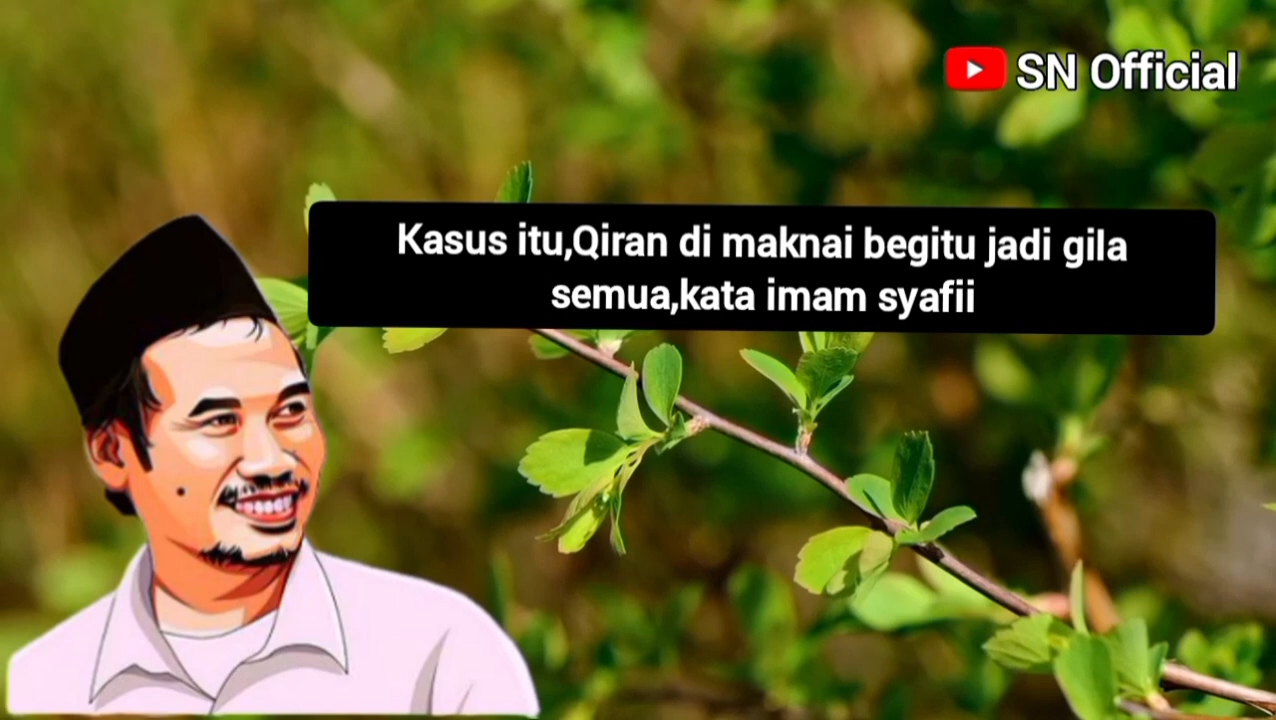 SN Official
Kasus itu,Qiran di maknai begitu jadi gila
semua,kata imam syafii